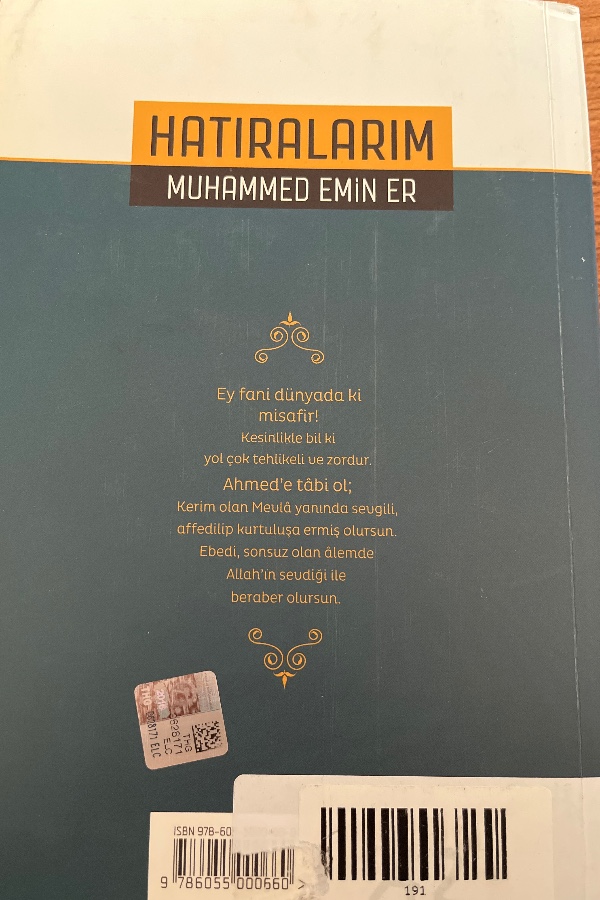 HATIRALARIM
MUHAMMED EMİN ER
Ey fani dünyada ki
misafir!
Kesinlikle bil ki
yol çok tehlikeli ve zordur.
Ahmed'e tâbi ol;
Kerim olan Mevlâ yanında sevgili,
affedilip kurtuluşa ermiş olursun.
Ebedi, sonsuz olan âlemde
Allah'ın sevdiği ile
beraber olursun.
THG
ELC
ISBN 978-60
9 786055 000660 >
191